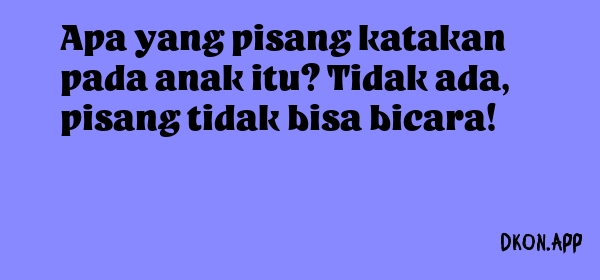 Apa yang pisang katakan
pada anak itu? Tidak ada,
pisang tidak bisa bicara!
DKON.APP